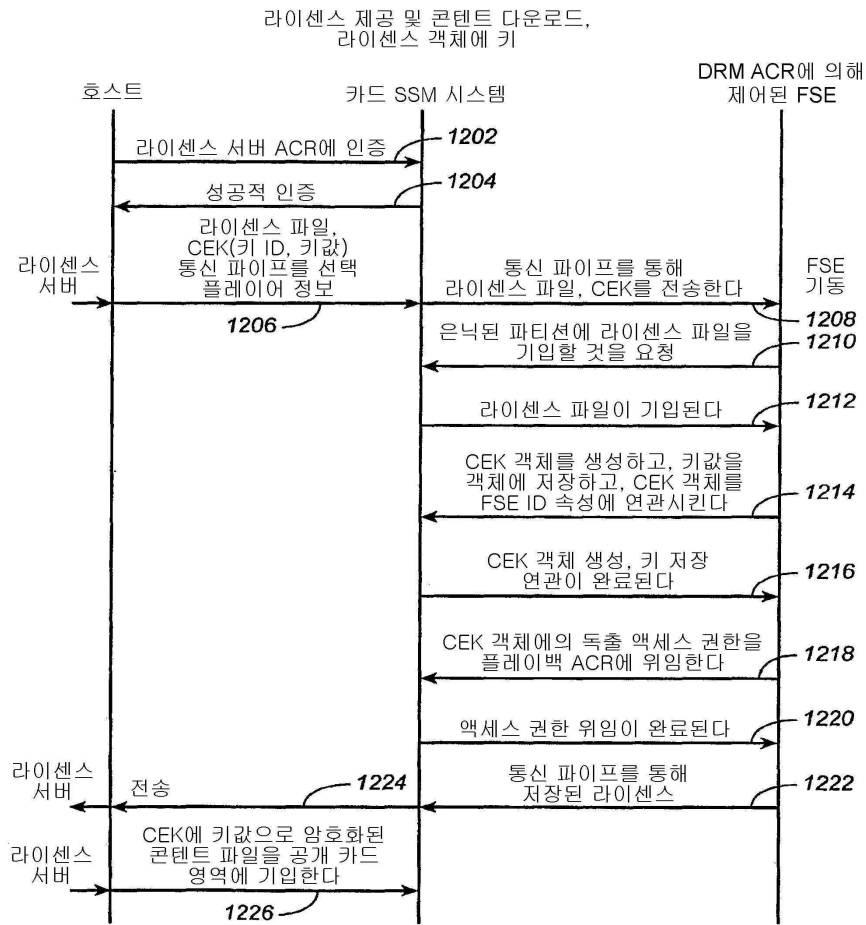 라이센스 제공 및 콘텐트 다운로드,
라이센스 객체에 키
호스트
카드 SSM 시스템
DRM ACR에 의해
제어된 FSE
라이센스 서버 ACR에 인증
1202
성공적 인증
1204
라이센스
서버
라이센스 파일,
CEK(키 ID, 키값)
통신 파이프를 선택
플레이어 정보
1206
통신 파이프를 통해
라이센스 파일, CEK를 전송한다
FSE
기동
1208
은닉된 파티션에 라이센스 파일을
기입할 것을 요청
1210
라이센스 파일이 기입된다
1212
CEK 객체를 생성하고, 키값을
객체에 저장하고, CEK 객체를
FSE ID 속성에 연관시킨다
1214
CEK 객체 생성, 키 저장
연관이 완료된다
1216
CEK 객체에의 독출 액세스 권한을
플레이백 ACR에 위임한다
1218
액세스 권한 위임이 완료된다
1220
통신 파이프를 통해
저장된 라이센스
1222
라이센스
서버
전송
1224
라이센스
서버
CEK에 키값으로 암호화된
콘텐트 파일을 공개 카드
영역에 기입한다
1226